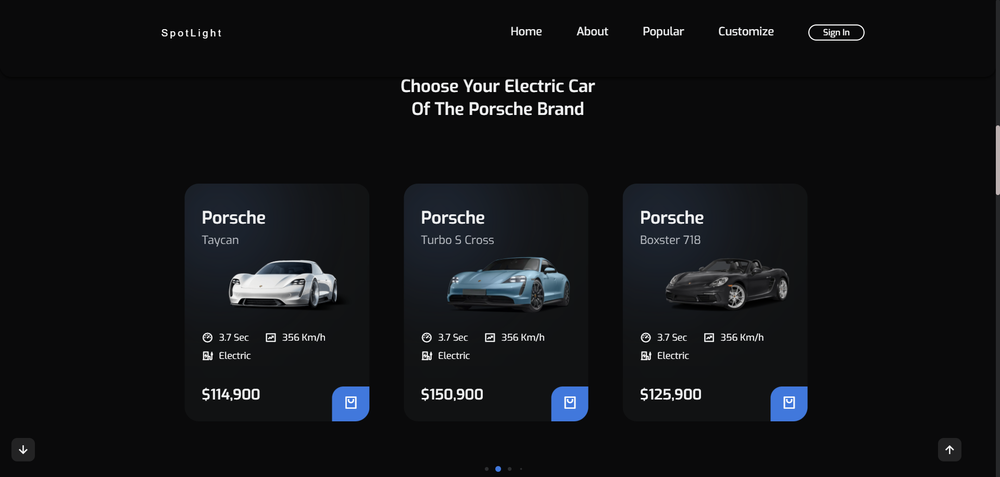 SpotLight
Home About Popular Customize Sign In
Choose Your Electric Car
Of The Porsche Brand
Porsche
Taycan
3.7 Sec 356 Km/h
Electric
$114,900
Porsche
Turbo S Cross
3.7 Sec 356 Km/h
Electric
$150,900
Porsche
Boxster 718
3.7 Sec 356 Km/h
Electric
$125,900